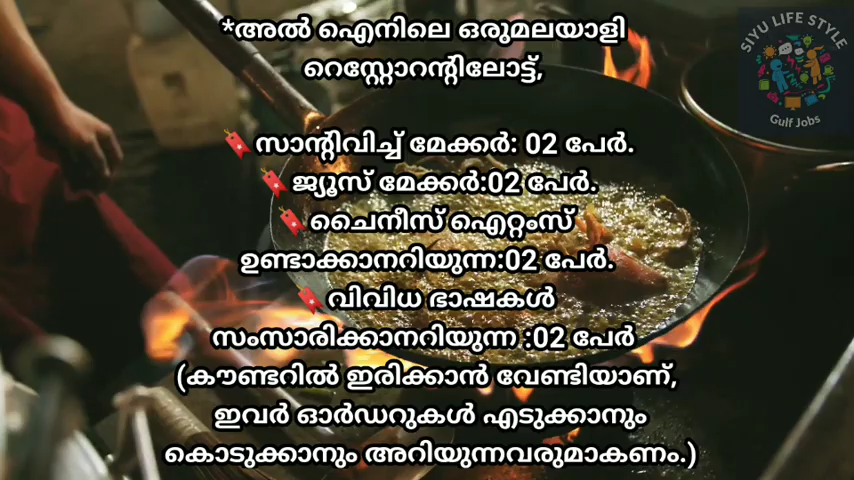 *അൽ ഐനിലെ ഒരുമലയാളി
റെസ്റ്റോറന്റിലോട്ട്,
സാന്റിവിച്ച് മേക്കർ: 02 പേർ.
ജ്യൂസ് മേക്കർ:02 പേർ.
ചൈനീസ് ഐറ്റംസ്
ഉണ്ടാക്കാനറിയുന്ന:02 പേർ.
വിവിധ ഭാഷകൾ
സംസാരിക്കാനറിയുന്ന :02 പേർ
(കൗണ്ടറിൽ ഇരിക്കാൻ വേണ്ടിയാണ്,
ഇവർ ഓർഡറുകൾ എടുക്കാനും
കൊടുക്കാനും അറിയുന്നവരുമാകണം.)
SIYU LIFE STYLE
Gulf Jobs